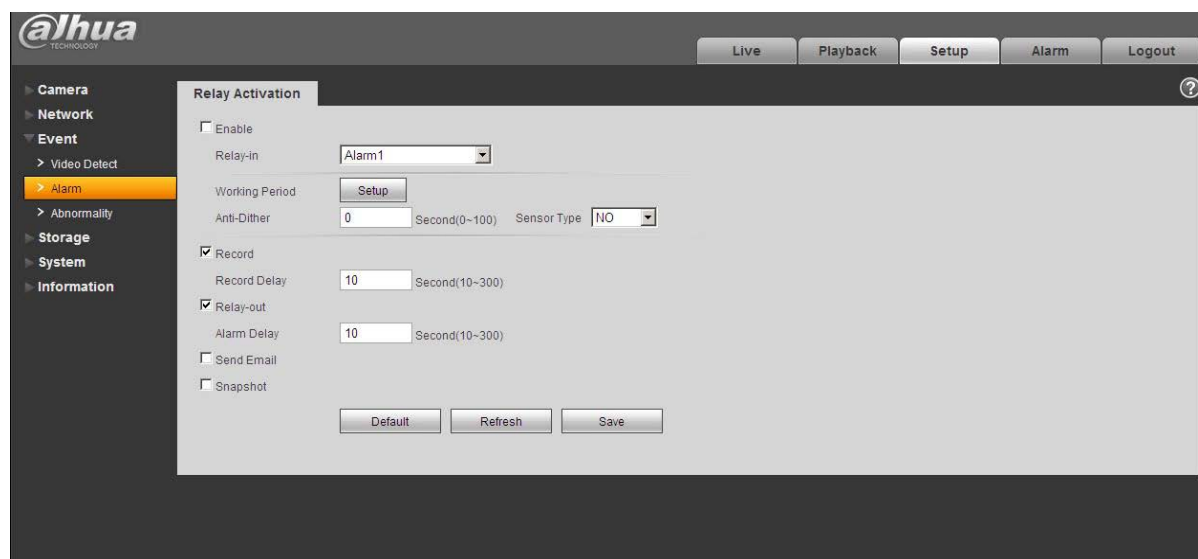 alhua
TECHNOLOGY
Live Playback Setup Alarm Logout
Camera
Network
Event
> Video Detect
> Alarm
> Abnormality
Storage
System
Information
Relay Activation
?
Enable
Relay-in Alarm1
Working Period Setup
Anti-Dither 0 Second(0~100) Sensor Type NO
Record
Record Delay 10 Second(10~300)
Relay-out
Alarm Delay 10 Second(10~300)
Send Email
Snapshot
Default Refresh Save